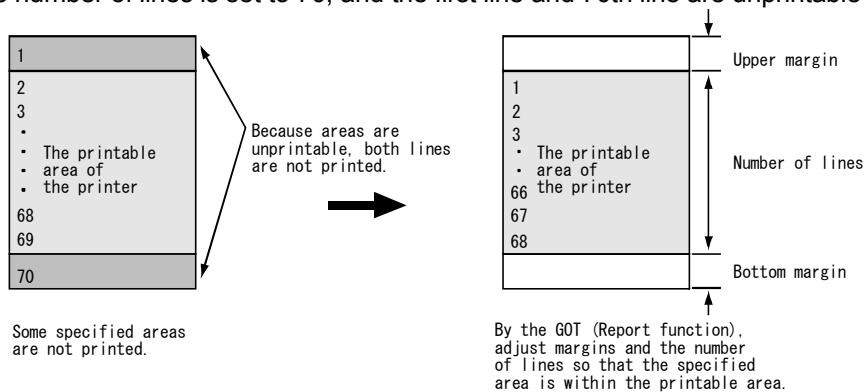 number of lines is set to 70, and the first line and 70th line are unprintable
1
2
3
The printable
area of
the printer
68
69
70
Because areas are
unprintable, both lines
are not printed.
Some specified areas
are not printed.
Upper margin
1
2
3
The printable
area of
66 the printer
67
68
Number of lines
Bottom margin
By the GOT (Report function),
adjust margins and the number
of lines so that the specified
area is within the printable area.